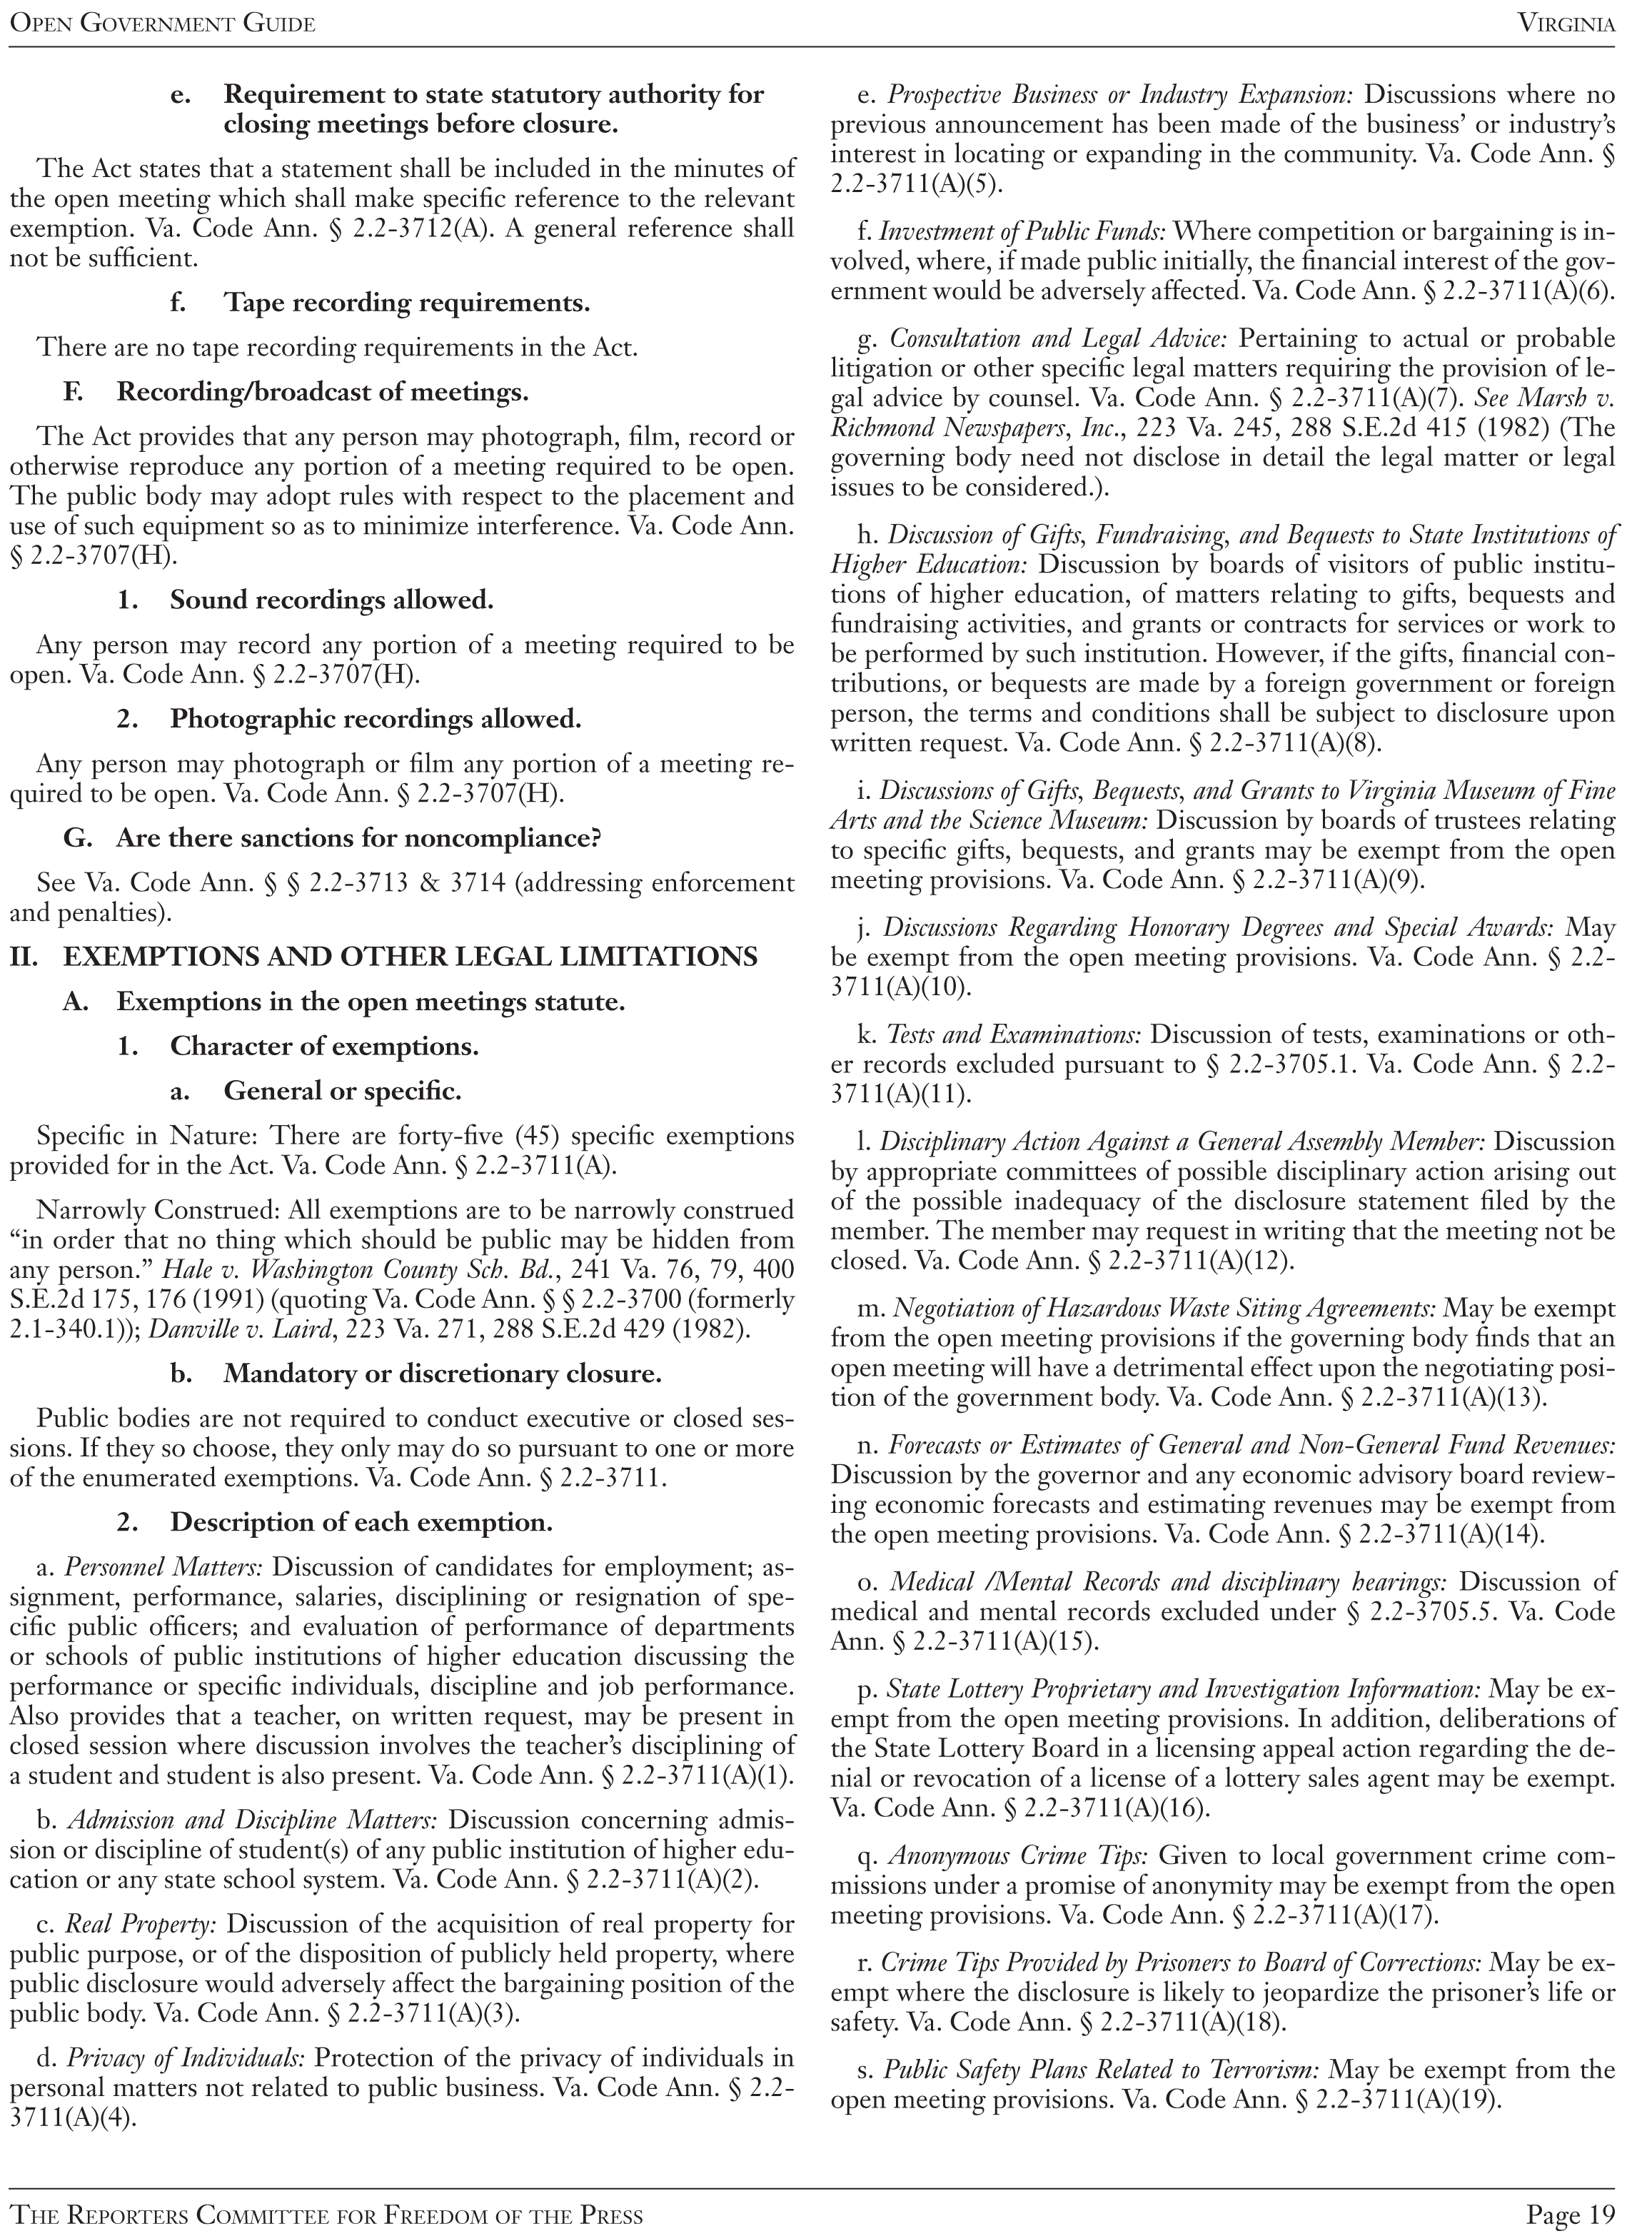 OPEN GOVERNMENT GUIDE
VIRGINIA
e. Requirement to state statutory authority for
closing meetings before closure.
The Act states that a statement shall be included in the minutes of
the open meeting which shall make specific reference to the relevant
exemption. Va. Code Ann. § 2.2-3712(A). A general reference shall
not be sufficient.
f. Tape recording requirements.
There are no tape recording requirements in the Act.
F. Recording/broadcast of meetings.
The Act provides that any person may photograph, film, record or
otherwise reproduce any portion of a meeting required to be open.
The public body may adopt rules with respect to the placement and
use of such equipment so as to minimize interference. Va. Code Ann.
§ 2.2-3707(H).
1. Sound recordings allowed.
Any person may record any portion of a meeting required to be
open. Va. Code Ann. § 2.2-3707(H).
2. Photographic recordings allowed.
Any person may photograph or film any portion of a meeting re-
quired to be open. Va. Code Ann. § 2.2-3707(H).
G. Are there sanctions for noncompliance?
See Va. Code Ann. § § 2.2-3713 & 3714 (addressing enforcement
and penalties).
II. EXEMPTIONS AND OTHER LEGAL LIMITATIONS
A. Exemptions in the open meetings statute.
1. Character of exemptions.
a. General or specific.
Specific in Nature: There are forty-five (45) specific exemptions
provided for in the Act. Va. Code Ann. § 2.2-3711(A).
Narrowly Construed: All exemptions are to be narrowly construed
“in order that no thing which should be public may be hidden from
any person.” Hale v. Washington County Sch. Bd., 241 Va. 76, 79, 400
S.E.2d 175, 176 (1991) (quoting Va. Code Ann. § § 2.2-3700 (formerly
2.1-340.1)); Danville v. Laird, 223 Va. 271, 288 S.E.2d 429 (1982).
b. Mandatory or discretionary closure.
Public bodies are not required to conduct executive or closed ses-
sions. If they so choose, they only may do so pursuant to one or more
of the enumerated exemptions. Va. Code Ann. § 2.2-3711.
2. Description of each exemption.
a. Personnel Matters: Discussion of candidates for employment; as-
signment, performance, salaries, disciplining or resignation of spe-
cific public officers; and evaluation of performance of departments
or schools of public institutions of higher education discussing the
performance or specific individuals, discipline and job performance.
Also provides that a teacher, on written request, may be present in
closed session where discussion involves the teacher’s disciplining of
a student and student is also present. Va. Code Ann. § 2.2-3711(A)(1).
b. Admission and Discipline Matters: Discussion concerning admis-
sion or discipline of student(s) of any public institution of higher edu-
cation or any state school system. Va. Code Ann. § 2.2-3711(A)(2).
c. Real Property: Discussion of the acquisition of real property for
public purpose, or of the disposition of publicly held property, where
public disclosure would adversely affect the bargaining position of the
public body. Va. Code Ann. § 2.2-3711(A)(3).
d. Privacy of Individuals: Protection of the privacy of individuals in
personal matters not related to public business. Va. Code Ann. § 2.2-
3711(A)(4).
e. Prospective Business or Industry Expansion: Discussions where no
previous announcement has been made of the business’ or industry’s
interest in locating or expanding in the community. Va. Code Ann. §
2.2-3711(A)(5).
f. Investment of Public Funds: Where competition or bargaining is in-
volved, where, if made public initially, the financial interest of the gov-
ernment would be adversely affected. Va. Code Ann. § 2.2-3711(A)(6).
g. Consultation and Legal Advice: Pertaining to actual or probable
litigation or other specific legal matters requiring the provision of le-
gal advice by counsel. Va. Code Ann. § 2.2-3711(A)(7). See Marsh v.
Richmond Newspapers, Inc., 223 Va. 245, 288 S.E.2d 415 (1982) (The
governing body need not disclose in detail the legal matter or legal
issues to be considered.).
h. Discussion of Gifts, Fundraising, and Bequests to State Institutions of
Higher Education: Discussion by boards of visitors of public institu-
tions of higher education, of matters relating to gifts, bequests and
fundraising activities, and grants or contracts for services or work to
be performed by such institution. However, if the gifts, financial con-
tributions, or bequests are made by a foreign government or foreign
person, the terms and conditions shall be subject to disclosure upon
written request. Va. Code Ann. § 2.2-3711(A)(8).
i. Discussions of Gifts, Bequests, and Grants to Virginia Museum of Fine
Arts and the Science Museum: Discussion by boards of trustees relating
to specific gifts, bequests, and grants may be exempt from the open
meeting provisions. Va. Code Ann. § 2.2-3711(A)(9).
j. Discussions Regarding Honorary Degrees and Special Awards: May
be exempt from the open meeting provisions. Va. Code Ann. § 2.2-
3711(A)(10).
k. Tests and Examinations: Discussion of tests, examinations or oth-
er records excluded pursuant to § 2.2-3705.1. Va. Code Ann. § 2.2-
3711(A)(11).
l. Disciplinary Action Against a General Assembly Member: Discussion
by appropriate committees of possible disciplinary action arising out
of the possible inadequacy of the disclosure statement filed by the
member. The member may request in writing that the meeting not be
closed. Va. Code Ann. § 2.2-3711(A)(12).
m. Negotiation of Hazardous Waste Siting Agreements: May be exempt
from the open meeting provisions if the governing body finds that an
open meeting will have a detrimental effect upon the negotiating posi-
tion of the government body. Va. Code Ann. § 2.2-3711(A)(13).
n. Forecasts or Estimates of General and Non-General Fund Revenues:
Discussion by the governor and any economic advisory board review-
ing economic forecasts and estimating revenues may be exempt from
the open meeting provisions. Va. Code Ann. § 2.2-3711(A)(14).
o. Medical /Mental Records and disciplinary hearings: Discussion of
medical and mental records excluded under § 2.2-3705.5. Va. Code
Ann. § 2.2-3711(A)(15).
p. State Lottery Proprietary and Investigation Information: May be ex-
empt from the open meeting provisions. In addition, deliberations of
the State Lottery Board in a licensing appeal action regarding the de-
nial or revocation of a license of a lottery sales agent may be exempt.
Va. Code Ann. § 2.2-3711(A)(16).
q. Anonymous Crime Tips: Given to local government crime com-
missions under a promise of anonymity may be exempt from the open
meeting provisions. Va. Code Ann. § 2.2-3711(A)(17).
r. Crime Tips Provided by Prisoners to Board of Corrections: May be ex-
empt where the disclosure is likely to jeopardize the prisoner’s life or
safety. Va. Code Ann. § 2.2-3711(A)(18).
s. Public Safety Plans Related to Terrorism: May be exempt from the
open meeting provisions. Va. Code Ann. § 2.2-3711(A)(19).
THE REPORTERS COMMITTEE FOR FREEDOM OF THE PRESS
Page 19